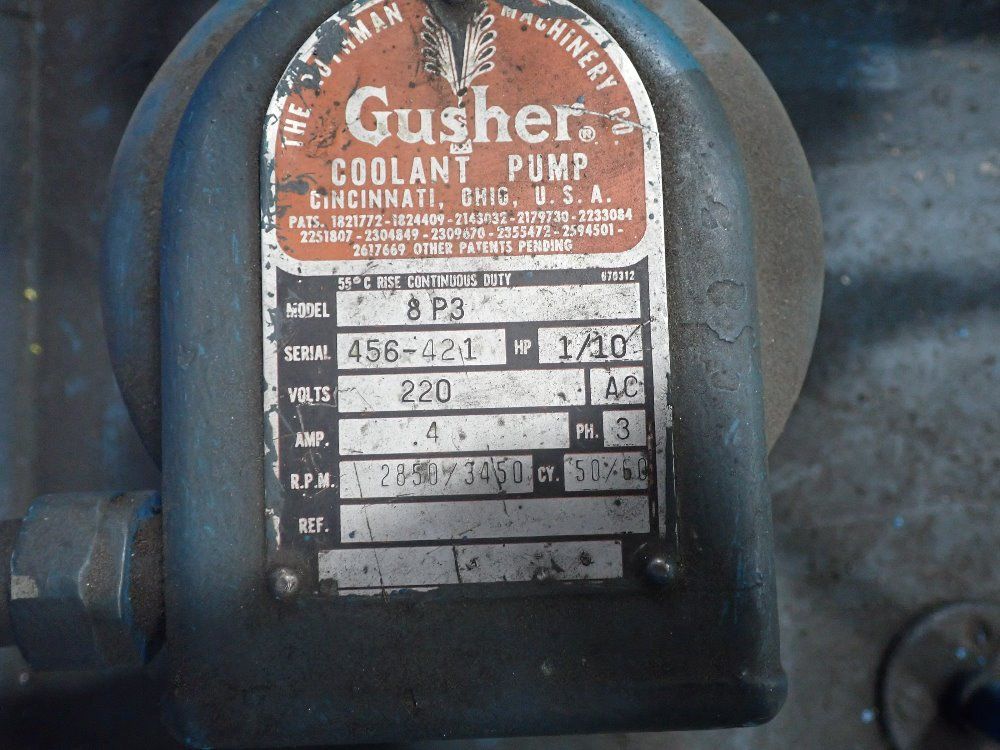 THE RUTHMAN MACHINERY CO.
Gusher®
COOLANT PUMP
CINCINNATI, OHIO, U.S.A.
PATS. 1821772-1824409-2143032-2179730-2233084
2251807-2304849-2309670-2355472-2594501-
2617669 OTHER PATENTS PENDING
55°C RISE CONTINUOUS DUTY 670312
MODEL 8 P3
SERIAL 456-421 HP 1/10
VOLTS 220 AC
AMP. .4 PH. 3
R.P.M. 2850/3450 CY. 50/60
REF.